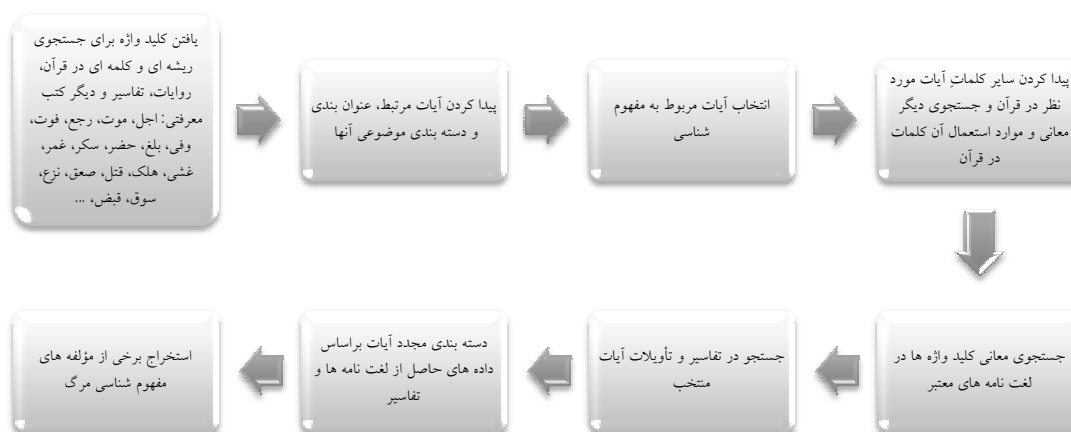 یافتن کلید واژه برای جستجوی
ریشه ای و کلمه ای در قرآن،
روایات، تفاسیر و دیگر کتب
معرفتی: اجل، موت، رجع، فوت،
وفی، بلغ، حضر، سکر، غمر،
غشی، هلک، قتل، صعق، نزع،
سوق، قبض، ...
پیدا کردن آیات مرتبط، عنوان بندی
و دسته بندی موضوعی آنها
انتخاب آیات مربوط به مفهوم
شناسی
پیدا کردن سایر کلماتِ آیات مورد
نظر در قرآن و جستجوی دیگر
معانی و موارد استعمال آن کلمات
در قرآن
جستجوی معانی کلید واژه ها در
لغت نامه های معتبر
جستجو در تفاسیر و تأویلات آیات
منتخب
دسته بندی مجدد آیات براساس
داده های حاصل از لغت نامه ها و
تفاسیر
استخراج برخی از مؤلفه های
مفهوم شناسی مرگ